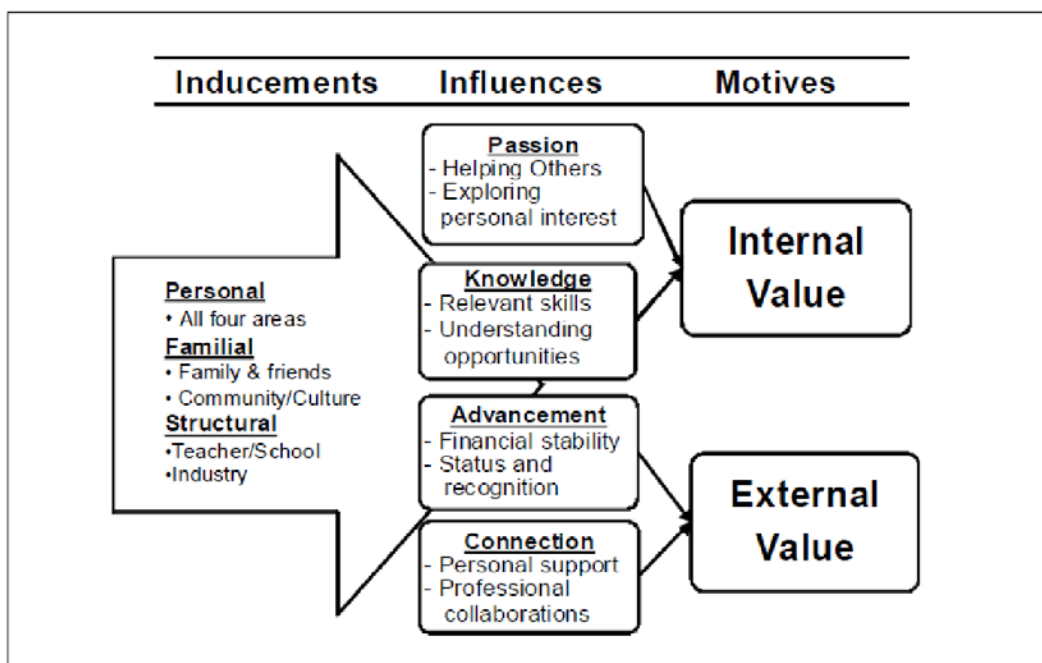 Inducements Influences Motives
Personal
• All four areas
Familial
• Family & friends
• Community/Culture
Structural
•Teacher/School
•Industry
Passion
- Helping Others
- Exploring
personal interest
Knowledge
- Relevant skills
- Understanding
opportunities
Advancement
- Financial stability
- Status and
recognition
Connection
- Personal support
- Professional
collaborations
Internal
Value
External
Value